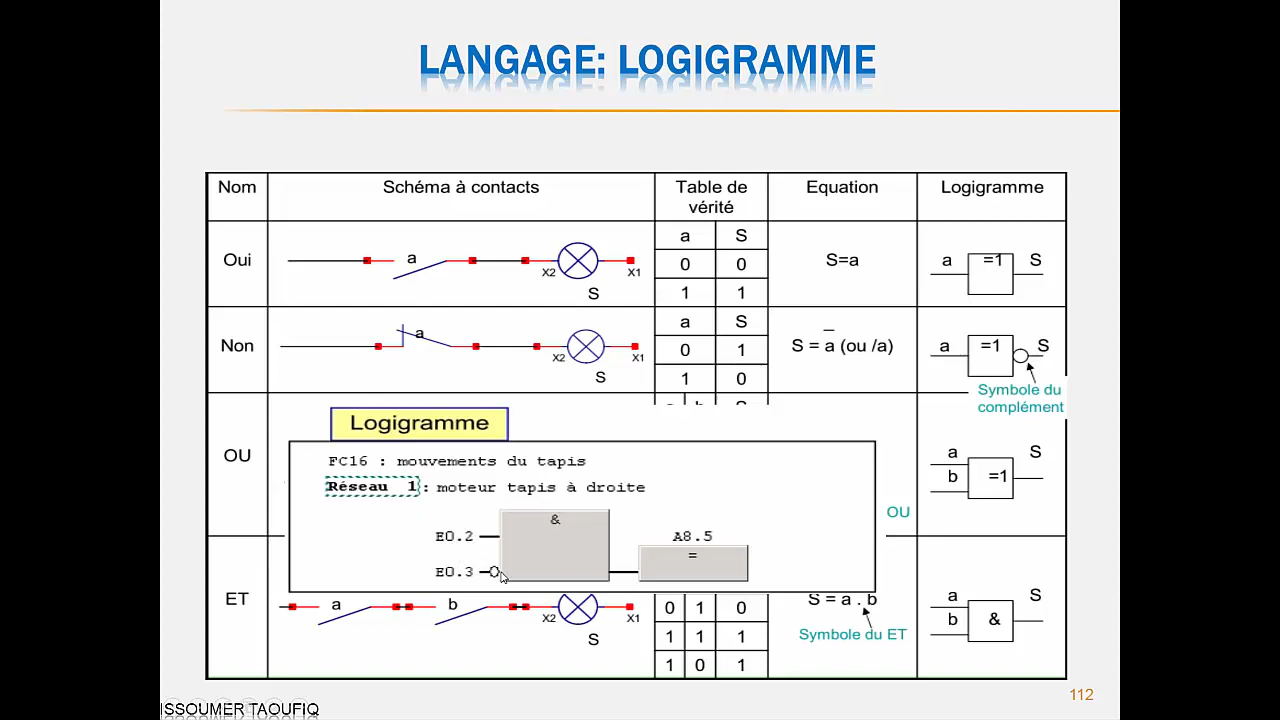 LANGAGE: LOGIGRAMME
Nom Schéma à contacts Table de vérité Equation Logigramme
Oui a X2 X1 S
a S
0 0
1 1
S=a
a =1 S
Non a X2 X1 S
a S
0 1
1 0
S = a̅ (ou /a)
a =1 S
Symbole du
complément
OU
a S
b =1
OU
Logigramme
FC16 : mouvements du tapis
Réseau 1 : moteur tapis à droite
&
E0.2
E0.3
A8.5
=
ET a b X2 X1 S
0 1 0
1 1 1
1 0 1
S = a . b
Symbole du ET
a S
b &
112
ISSOUMER TAOUFIQ